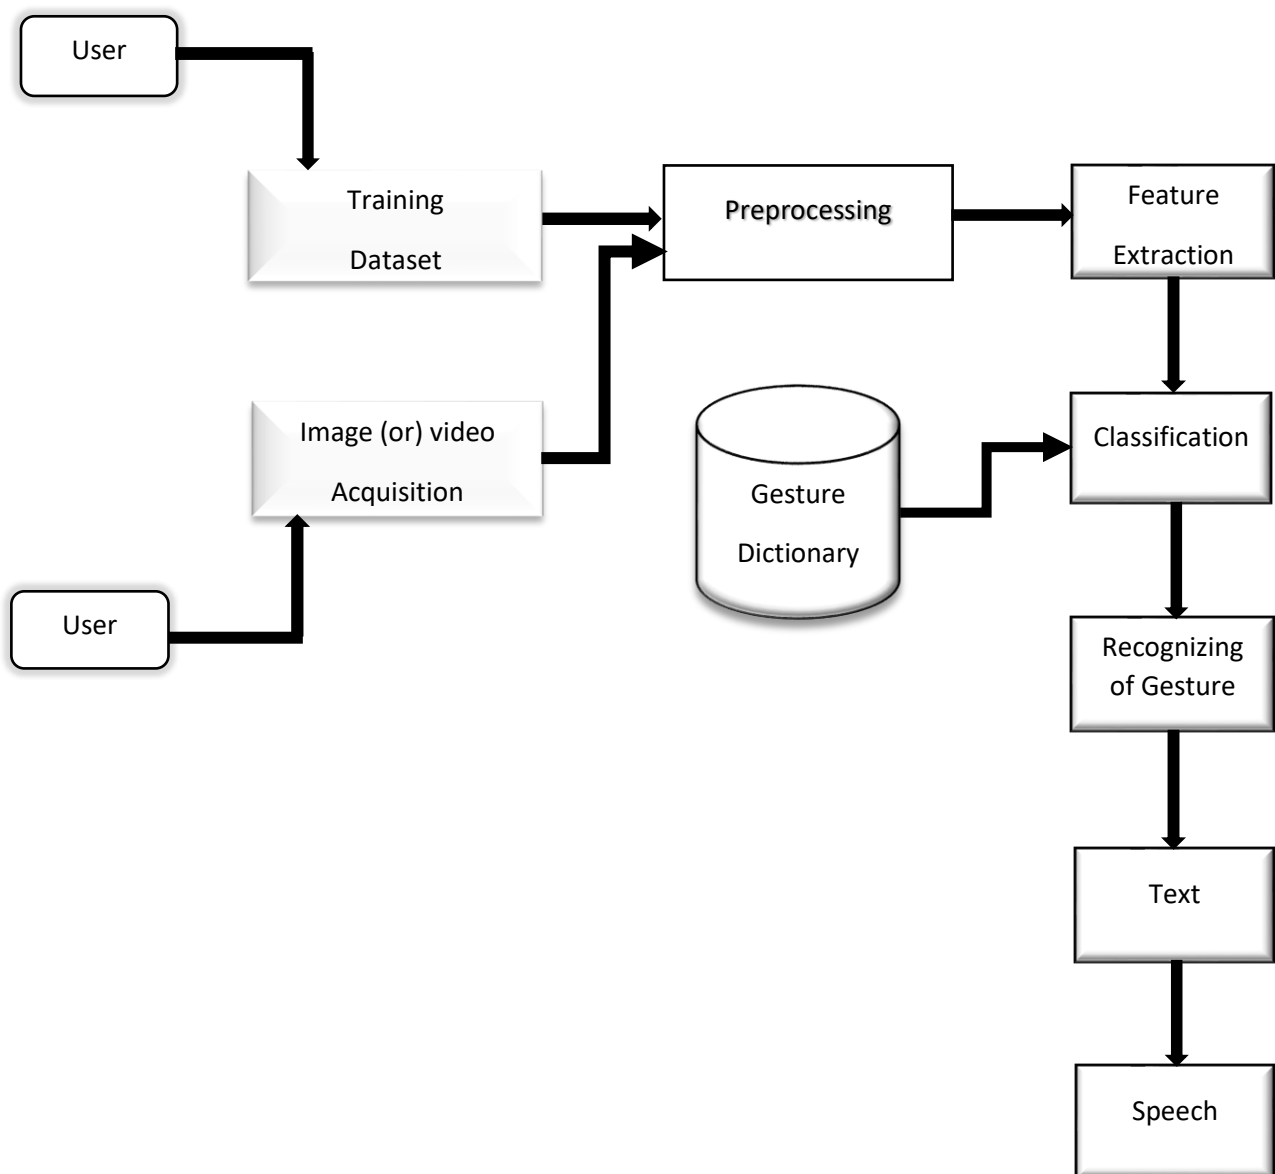 User
Training
Dataset
Preprocessing
Feature
Extraction
Image (or) video
Acquisition
Gesture
Dictionary
Classification
User
Recognizing
of Gesture
Text
Speech